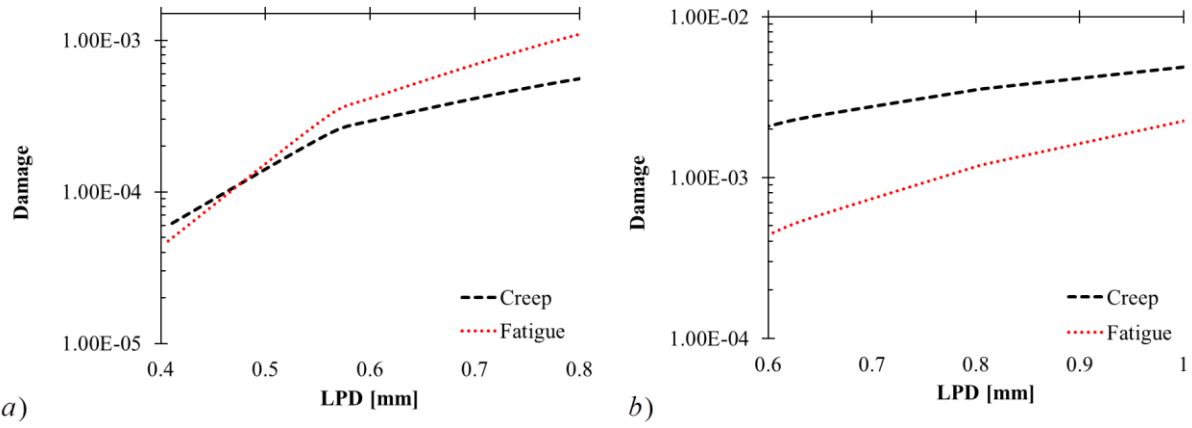 1.00E-03
1.00E-04
1.00E-05
Damage
0.4 0.5 0.6 0.7 0.8
LPD [mm]
Creep
Fatigue
a)
1.00E-02
1.00E-03
1.00E-04
Damage
0.6 0.7 0.8 0.9 1
LPD [mm]
Creep
Fatigue
b)